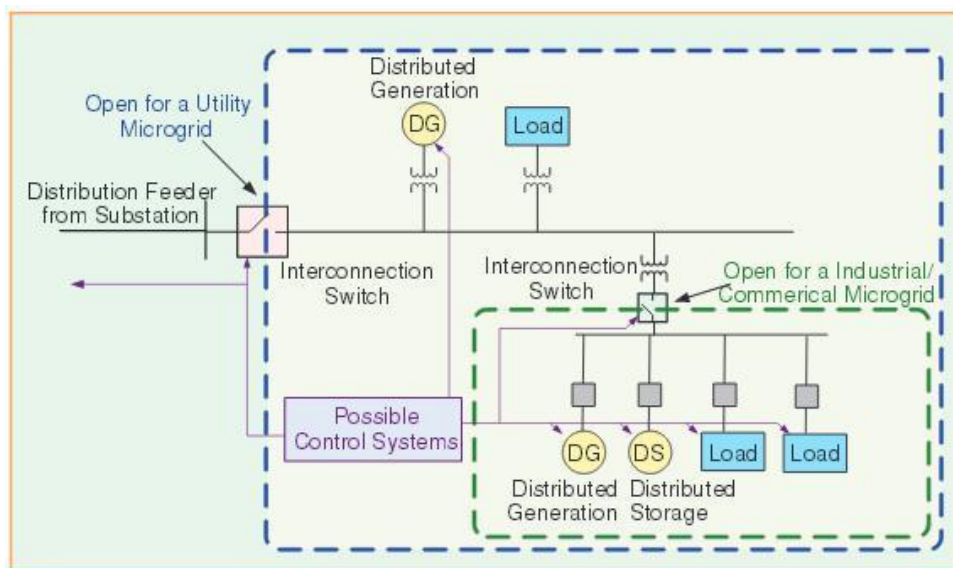 Distributed
Generation
DG
Load
Open for a Utility
Microgrid
Distribution Feeder
from Substation
Interconnection
Switch
Interconnection
Switch
Open for a Industrial/
Commerical Microgrid
Possible
Control Systems
DG
DS
Load
Load
Distributed
Generation
Distributed
Storage